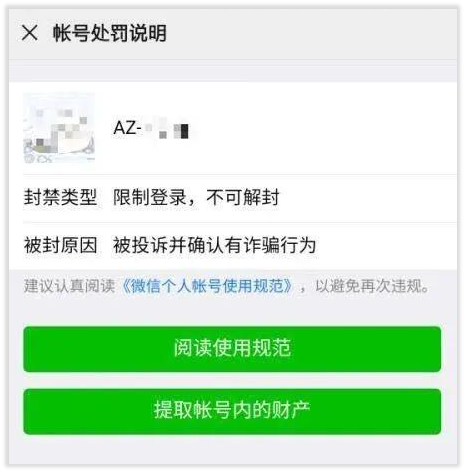 帐号处罚说明
AZ-
封禁类型 限制登录，不可解封
被封原因 被投诉并确认有诈骗行为
建议认真阅读《微信个人帐号使用规范》，以避免再次违规。
阅读使用规范
提取帐号内的财产